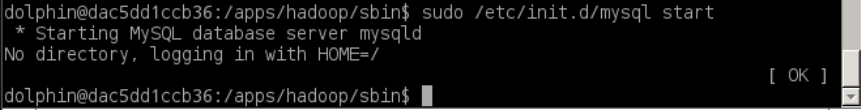 dolphin@dac5dd1ccb36:/apps/hadoop/sbin$ sudo /etc/init.d/mysql start
 * Starting MySQL database server mysqld
No directory, logging in with HOME=/
[ OK ]
dolphin@dac5dd1ccb36:/apps/hadoop/sbin$